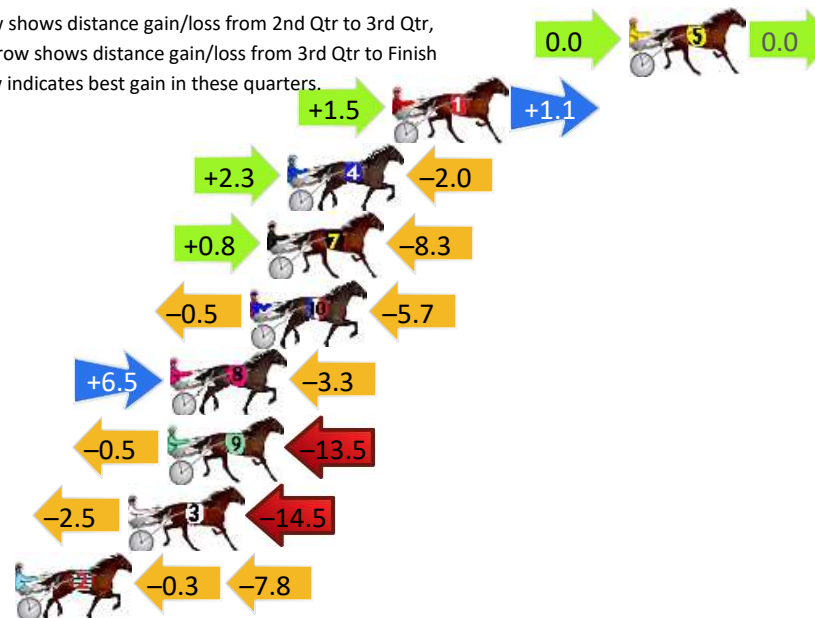 w shows distance gain/loss from 2nd Qtr to 3rd Qtr,
row shows distance gain/loss from 3rd Qtr to Finish
w indicates best gain in these quarters.
0.0 5 0.0
+1.5 1 +1.1
+2.3 4 –2.0
+0.8 7 –8.3
–0.5 10 –5.7
+6.5 8 –3.3
–0.5 9 –13.5
–2.5 3 –14.5
2 –0.3 –7.8